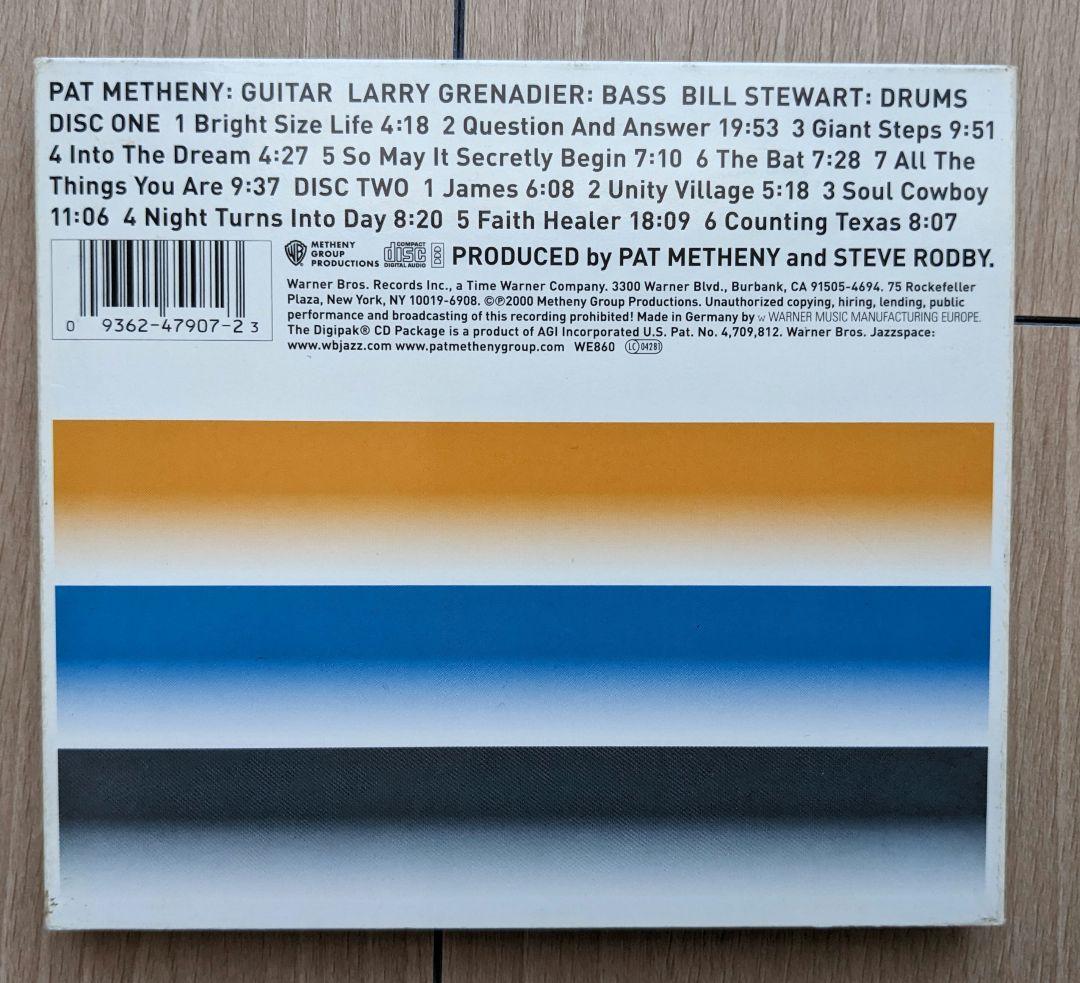 PAT METHENY: GUITAR LARRY GRENADIER: BASS BILL STEWART: DRUMS
DISC ONE 1 Bright Size Life 4:18 2 Question And Answer 19:53 3 Giant Steps 9:51
4 Into The Dream 4:27 5 So May It Secretly Begin 7:10 6 The Bat 7:28 7 All The
Things You Are 9:37 DISC TWO 1 James 6:08 2 Unity Village 5:18 3 Soul Cowboy
11:06 4 Night Turns Into Day 8:20 5 Faith Healer 18:09 6 Counting Texas 8:07
0 9362-47907-2 3
WB METHENY
GROUP
PRODUCTIONS
COMPACT
disc
DIGITAL AUDIO
DDD
PRODUCED by PAT METHENY and STEVE RODBY.
Warner Bros. Records Inc., a Time Warner Company. 3300 Warner Blvd., Burbank, CA 91505-4694. 75 Rockefeller
Plaza, New York, NY 10019-6908. ©℗2000 Metheny Group Productions. Unauthorized copying, hiring, lending, public
performance and broadcasting of this recording prohibited! Made in Germany by w WARNER MUSIC MANUFACTURING EUROPE.
The Digipak® CD Package is a product of AGI Incorporated U.S. Pat. No. 4,709,812. Warner Bros. Jazzspace:
www.wbjazz.com www.patmethenygroup.com WE860 LC 0428